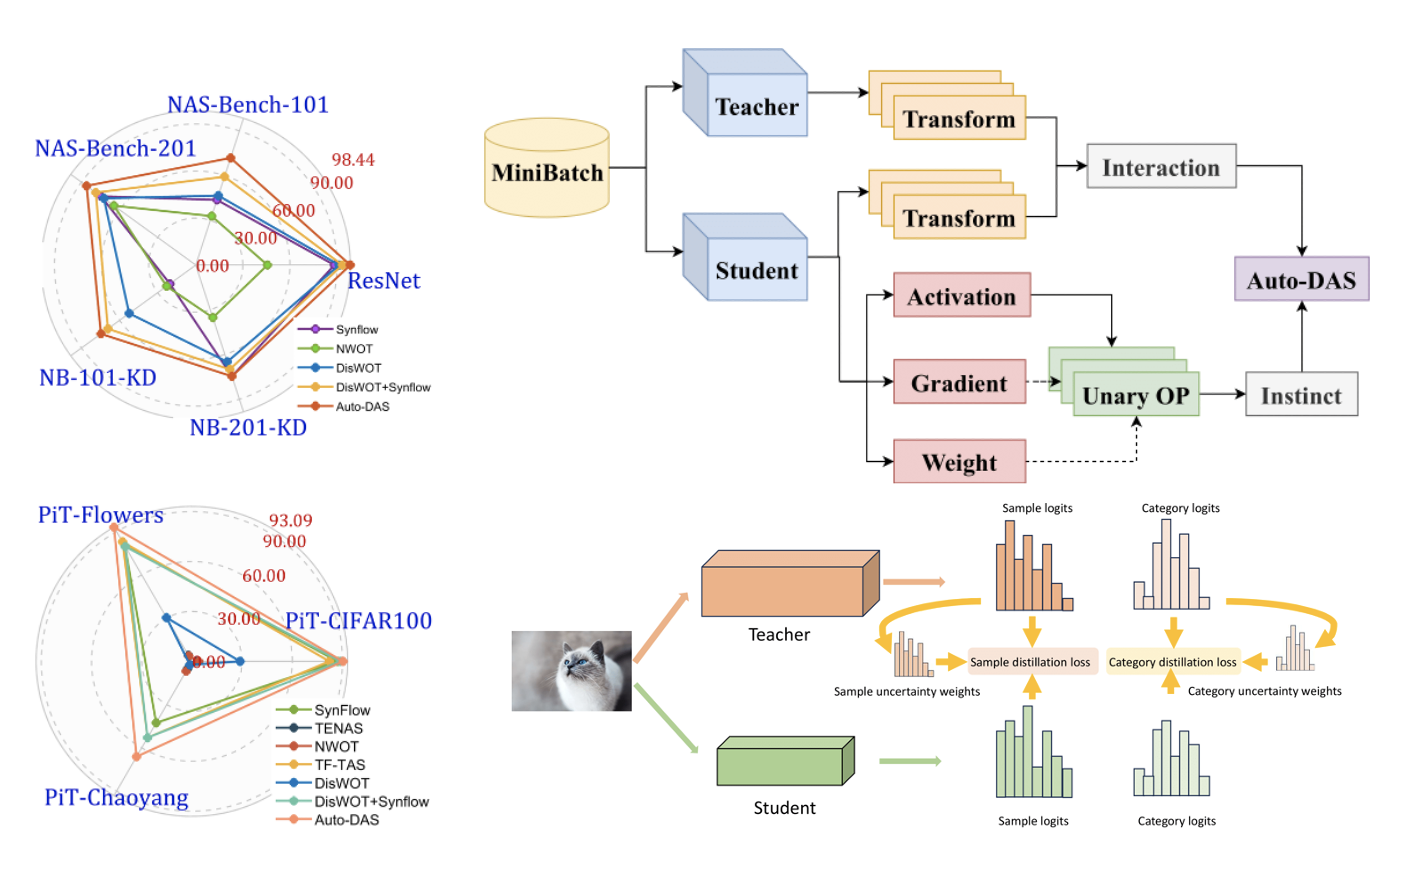 NAS-Bench-101
NAS-Bench-201
98.44
90.00
60.00
30.00
0.00
ResNet
NB-101-KD
NB-201-KD
Synflow
NWOT
DisWOT
DisWOT+Synflow
Auto-DAS
MiniBatch
Teacher
Transform
Student
Transform
Interaction
Activation
Gradient
Weight
Unary OP
Instinct
Auto-DAS
PiT-Flowers
93.09
90.00
60.00
30.00
0.00
PiT-CIFAR100
PiT-Chaoyang
SynFlow
TENAS
NWOT
TF-TAS
DisWOT
DisWOT+Synflow
Auto-DAS
Teacher
Student
Sample logits
Category logits
Sample distillation loss
Category distillation loss
Sample uncertainty weights
Category uncertainty weights
Sample logits
Category logits